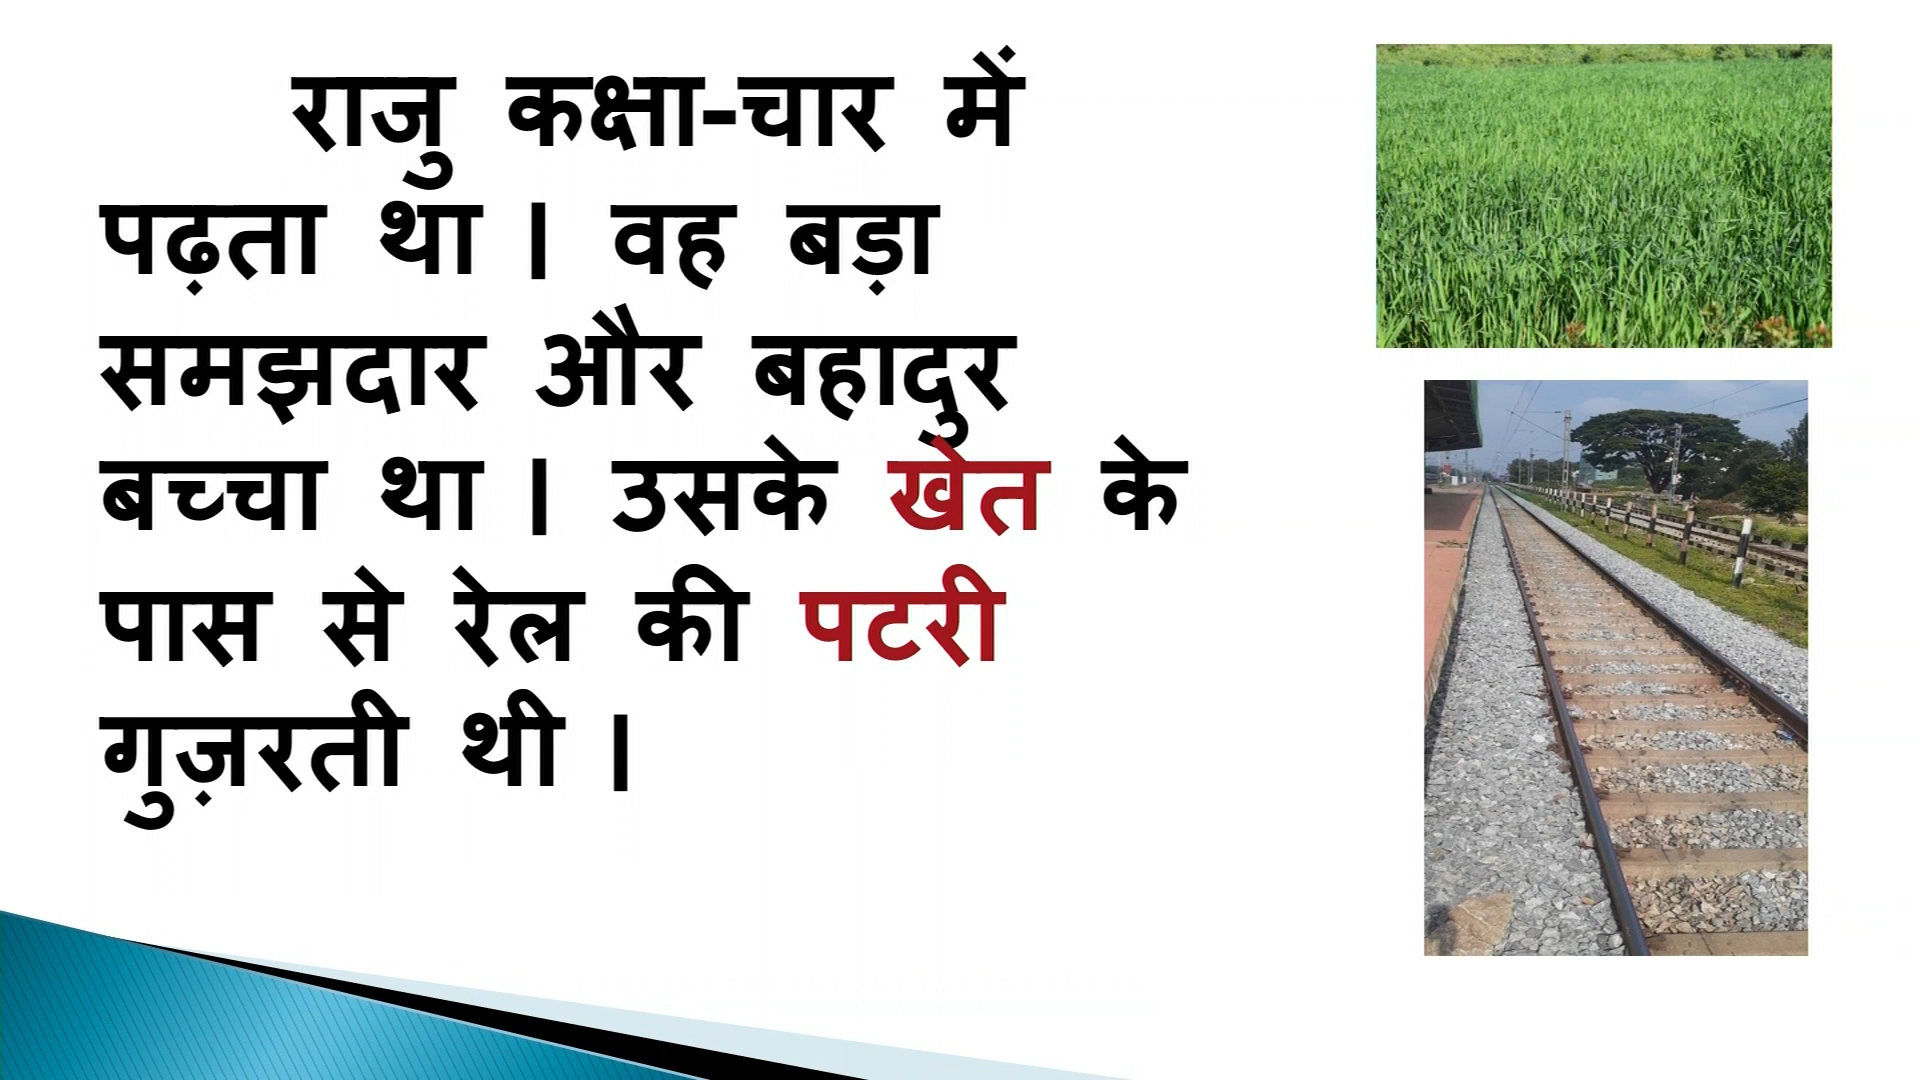 राजु कक्षा-चार में
पढ़ता था । वह बड़ा
समझदार और बहादुर
बच्चा था । उसके खेत के
पास से रेल की पटरी
गुज़रती थी ।